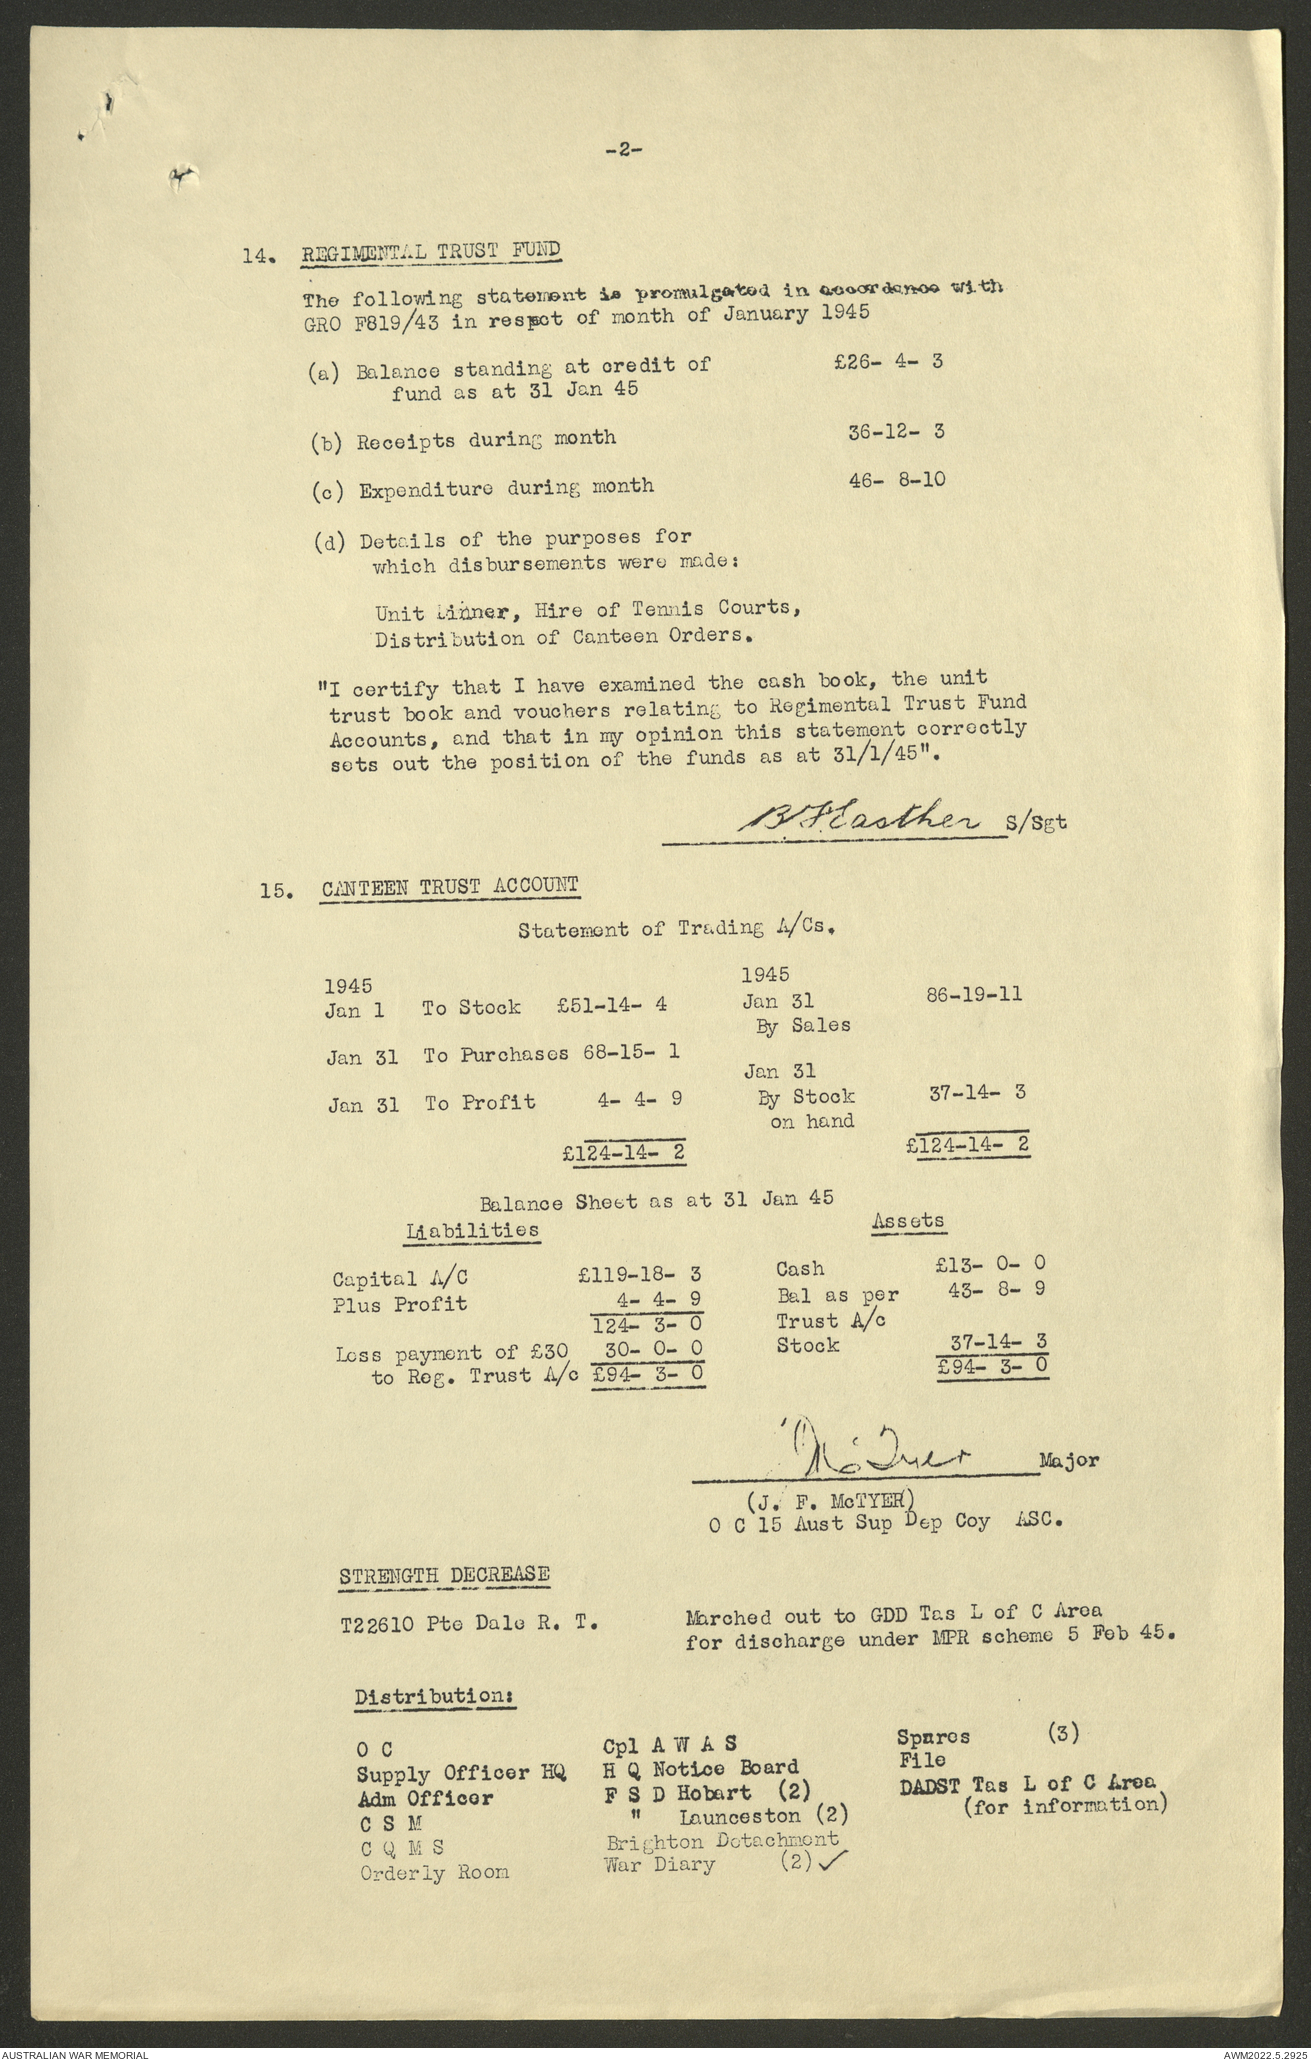 -2-
14. REGIMENTAL TRUST FUND
The following statement is promulgated in accordance with
GRO F819/43 in respct of month of January 1945
(a) Balance standing at credit of £26- 4- 3
fund as at 31 Jan 45
(b) Receipts during month 36-12- 3
(c) Expenditure during month 46- 8-10
(d) Details of the purposes for
which disbursements were made:
Unit Dinner, Hire of Tennis Courts,
Distribution of Canteen Orders.
"I certify that I have examined the cash book, the unit
trust book and vouchers relating to Regimental Trust Fund
Accounts, and that in my opinion this statement correctly
sets out the position of the funds as at 31/1/45".
S/Sgt
15. CANTEEN TRUST ACCOUNT
Statement of Trading A/Cs.
1945 1945
Jan 1 To Stock £51-14- 4 Jan 31 86-19-11
By Sales
Jan 31 To Purchases 68-15- 1
Jan 31
Jan 31 To Profit 4- 4- 9 By Stock 37-14- 3
on hand
£124-14- 2 £124-14- 2
Balance Sheet as at 31 Jan 45
Liabilities Assets
Capital A/C £119-18- 3 Cash £13- 0- 0
Plus Profit 4- 4- 9 Bal as per 43- 8- 9
124- 3- 0 Trust A/c
Less payment of £30 30- 0- 0 Stock 37-14- 3
to Reg. Trust A/c £94- 3- 0 £94- 3- 0
McTyer Major
(J. F. McTYER)
O C 15 Aust Sup Dep Coy ASC.
STRENGTH DECREASE
T22610 Pte Dale R. T. Marched out to GDD Tas L of C Area
for discharge under MPR scheme 5 Feb 45.
Distribution:
O C Cpl A W A S Spares (3)
Supply Officer HQ H Q Notice Board File
Adm Officer F S D Hobart (2) DADST Tas L of C Area
C S M " Launceston (2) (for information)
C Q M S Brighton Detachment
Orderly Room War Diary (2) ✓
AUSTRALIAN WAR MEMORIAL AWM2022.5.2925